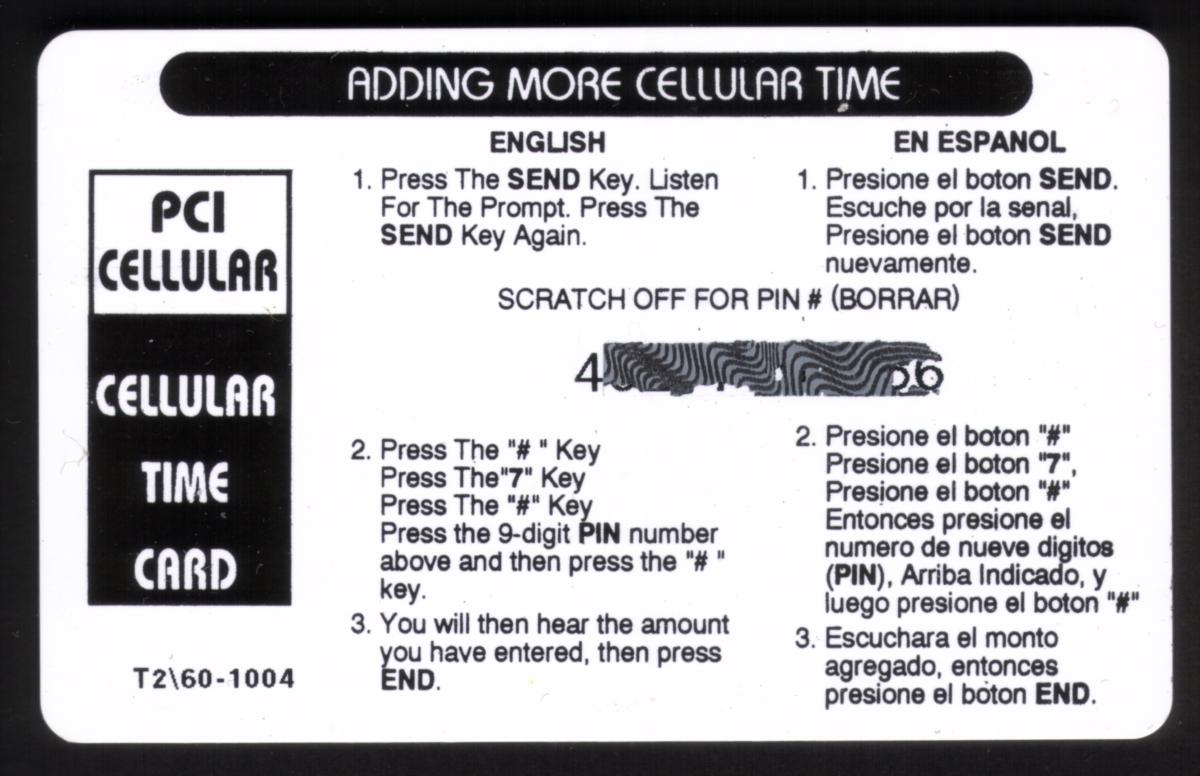 ADDING MORE CELLULAR TIME
PCI
CELLULAR
CELLULAR
TIME
CARD
T2\60-1004
ENGLISH
1. Press The SEND Key. Listen
For The Prompt. Press The
SEND Key Again.
EN ESPANOL
1. Presione el boton SEND.
Escuche por la senal,
Presione el boton SEND
nuevamente.
SCRATCH OFF FOR PIN # (BORRAR)
2. Press The "# " Key
Press The"7" Key
Press The "#" Key
Press the 9-digit PIN number
above and then press the "# "
key.
3. You will then hear the amount
you have entered, then press
END.
2. Presione el boton "#"
Presione el boton "7",
Presione el boton "#"
Entonces presione el
numero de nueve digitos
(PIN), Arriba Indicado, y
luego presione el boton "#"
3. Escuchara el monto
agregado, entonces
presione el boton END.